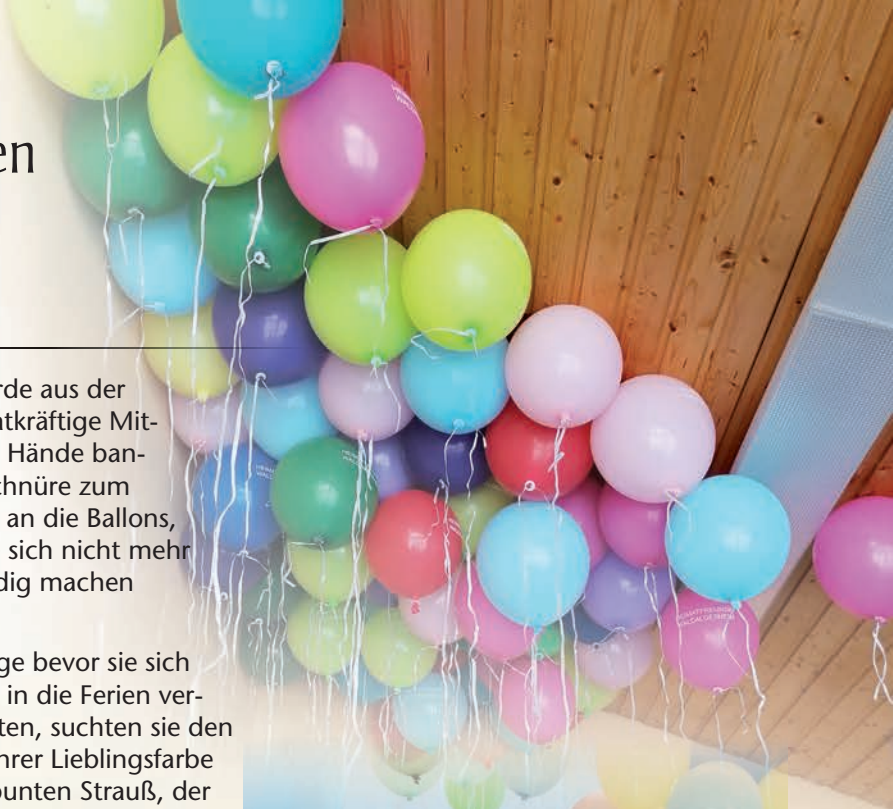 en
rde aus der
atkräftige Mit-
Hände ban-
chnüre zum
an die Ballons,
sich nicht mehr
dig machen
ge bevor sie sich
in die Ferien ver-
ten, suchten sie den
hrer Lieblingsfarbe
bunten Strauß, der